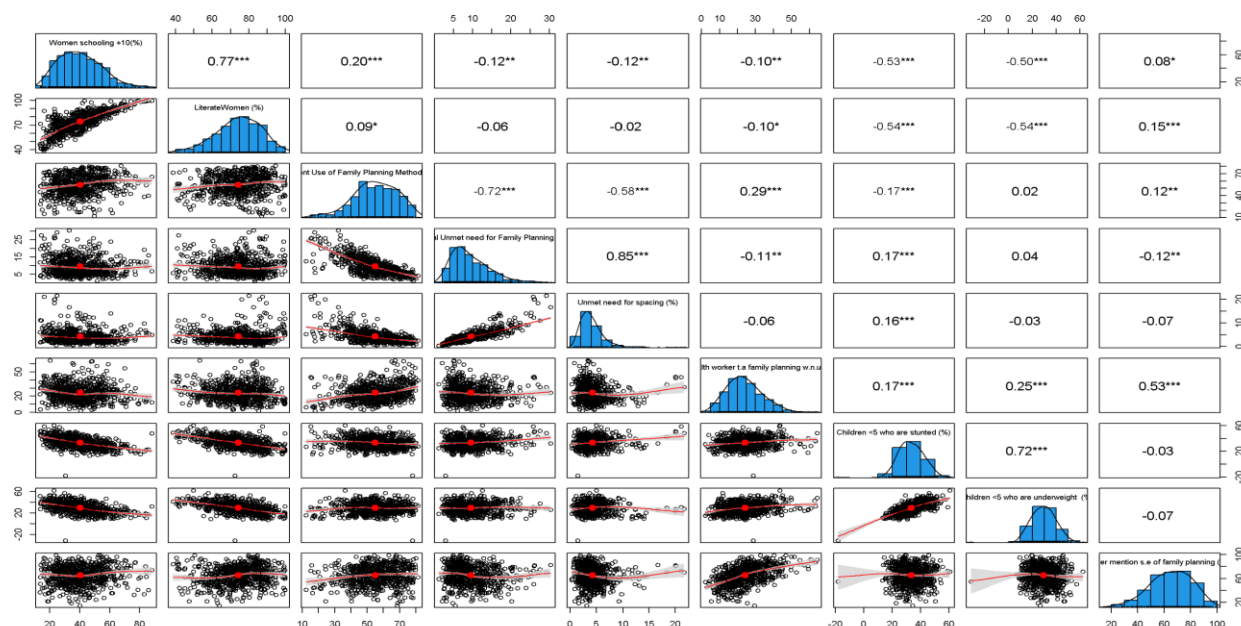 40 60 80 100 5 15 25 0 20 40 60 -20 0 20 40 60
Women schooling +10(%) 0.77*** 0.20*** -0.12** -0.12** -0.10** -0.53*** -0.50*** 0.08* 20 60
40 70 100 LiterateWomen (%) 0.09* -0.06 -0.02 -0.10* -0.54*** -0.54*** 0.15***
nt Use of Family Planning Method -0.72*** -0.58*** 0.29*** -0.17*** 0.02 0.12** 10 40 70
5 15 al Unmet need for Family Planning 0.85*** -0.11** 0.17*** 0.04 -0.12**
Unmet need for spacing (%) -0.06 0.16*** -0.03 -0.07 0 10 20
0 20 50 lth worker t.a family planning w.n.u 0.17*** 0.25*** 0.53***
Children <5 who are stunted (%) 0.72*** -0.03 -20 20 60
-20 20 60 hildren <5 who are underweight (% -0.07
er mention s.e of family planning ( 20 60 100
20 40 60 80 10 30 50 70 0 5 10 15 20 -20 0 20 40 60 20 40 60 80 100